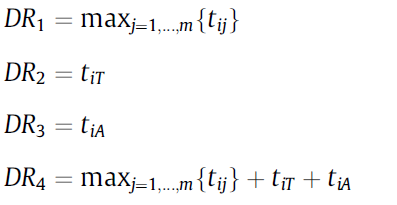 DR₁ = max_{j=1,...,m}{t_{ij}}
DR₂ = t_{iT}
DR₃ = t_{iA}
DR₄ = max_{j=1,...,m}{t_{ij}} + t_{iT} + t_{iA}